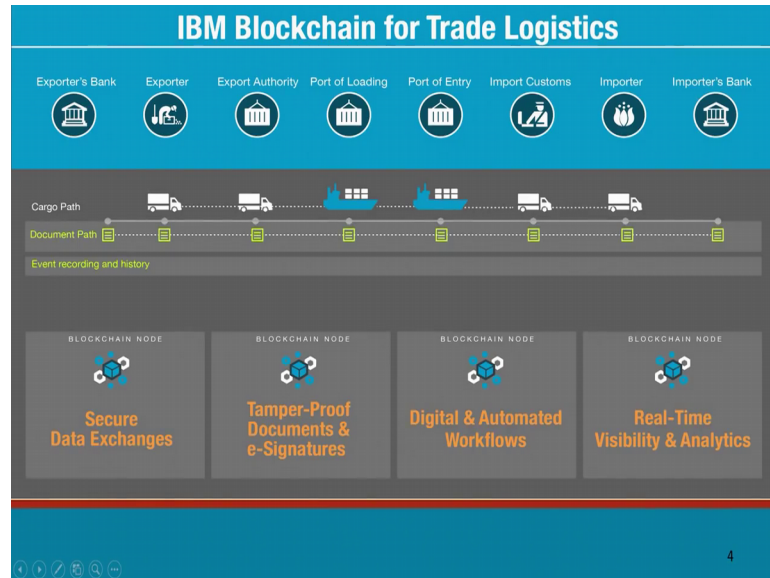 IBM Blockchain for Trade Logistics
Exporter's Bank
Exporter
Export Authority
Port of Loading
Port of Entry
Import Customs
Importer
Importer's Bank
Cargo Path
Document Path
Event recording and history
BLOCKCHAIN NODE
Secure
Data Exchanges
BLOCKCHAIN NODE
Tamper-Proof
Documents &
e-Signatures
BLOCKCHAIN NODE
Digital & Automated
Workflows
BLOCKCHAIN NODE
Real-Time
Visibility & Analytics
4